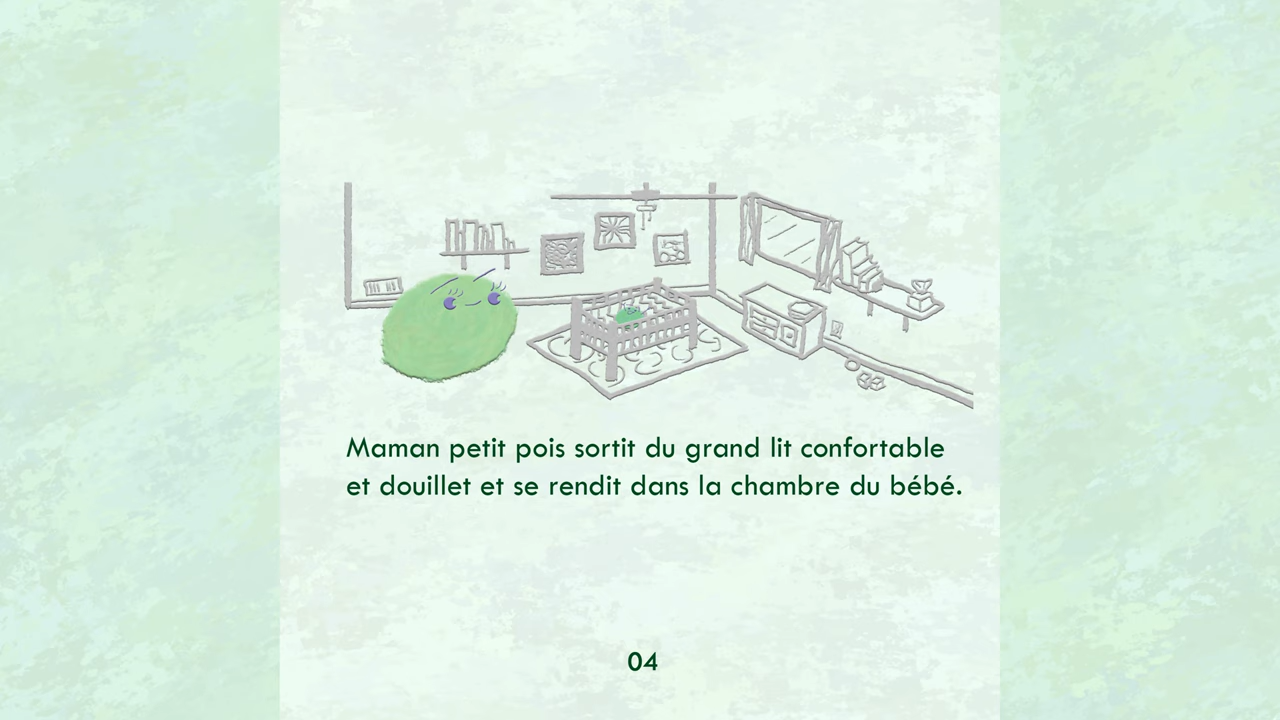 Maman petit pois sortit du grand lit confortable
et douillet et se rendit dans la chambre du bébé.
04